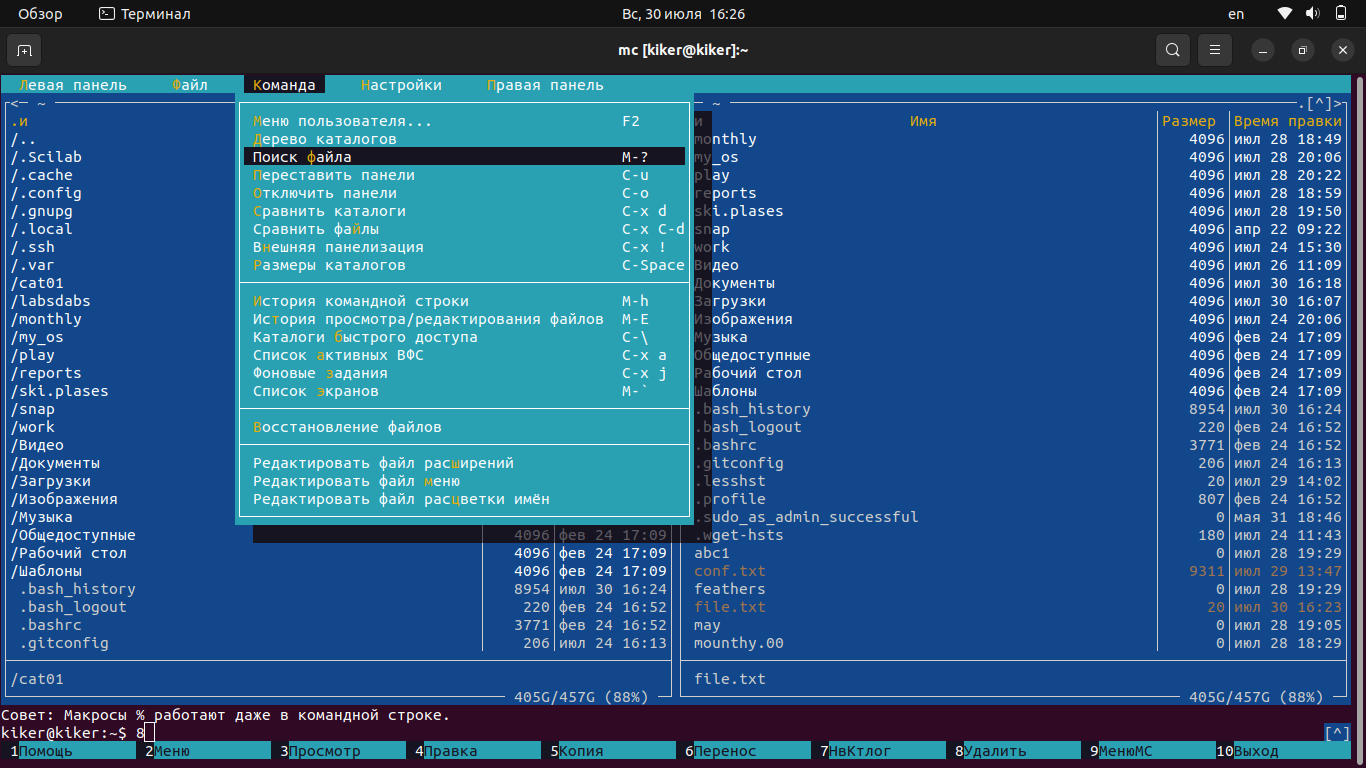 Обзор Терминал Вс, 30 июля 16:26 en
mc [kiker@kiker]:~
Левая панель Файл Команда Настройки Правая панель
<─ ~ ~ .[^]>
.и и Имя Размер Время правки
Меню пользователя... F2
Дерево каталогов
Поиск файла M-?
Переставить панели C-u
Отключить панели C-o
Сравнить каталоги C-x d
Сравнить файлы C-x C-d
Внешняя панелизация C-x !
Размеры каталогов C-Space
История командной строки M-h
История просмотра/редактирования файлов M-E
Каталоги быстрого доступа C-\
Список активных ВФС C-x a
Фоновые задания C-x j
Список экранов M-`
Восстановление файлов
Редактировать файл расширений
Редактировать файл меню
Редактировать файл расцветки имён
/..
/.Scilab
/.cache
/.config
/.gnupg
/.local
/.ssh
/.var
/cat01
/labsdabs
/monthly
/my_os
/play
/reports
/ski.plases
/snap
/work
/Видео
/Документы
/Загрузки
/Изображения
/Музыка
/Общедоступные 4096 фев 24 17:09
/Рабочий стол 4096 фев 24 17:09
/Шаблоны 4096 фев 24 17:09
.bash_history 8954 июл 30 16:24
.bash_logout 220 фев 24 16:52
.bashrc 3771 фев 24 16:52
.gitconfig 206 июл 24 16:13
/cat01
405G/457G (88%)
monthly 4096 июл 28 18:49
my_os 4096 июл 28 20:06
play 4096 июл 28 20:22
reports 4096 июл 28 18:59
ski.plases 4096 июл 28 19:50
snap 4096 апр 22 09:22
work 4096 июл 24 15:30
Видео 4096 июл 26 11:09
Документы 4096 июл 30 16:18
Загрузки 4096 июл 30 16:07
Изображения 4096 июл 24 20:06
Музыка 4096 фев 24 17:09
Общедоступные 4096 фев 24 17:09
Рабочий стол 4096 фев 24 17:09
Шаблоны 4096 фев 24 17:09
.bash_history 8954 июл 30 16:24
.bash_logout 220 фев 24 16:52
.bashrc 3771 фев 24 16:52
.gitconfig 206 июл 24 16:13
.lesshst 20 июл 29 14:02
.profile 807 фев 24 16:52
.sudo_as_admin_successful 0 мая 31 18:46
.wget-hsts 180 июл 24 11:43
abc1 0 июл 28 19:29
conf.txt 9311 июл 29 13:47
feathers 0 июл 28 19:29
file.txt 20 июл 30 16:23
may 0 июл 28 19:05
mounthy.00 0 июл 28 18:29
file.txt
405G/457G (88%)
Совет: Макросы % работают даже в командной строке.
kiker@kiker:~$ 8 [^]
1Помощь 2Меню 3Просмотр 4Правка 5Копия 6Перенос 7НвКтлог 8Удалить 9МенюMC 10Выход